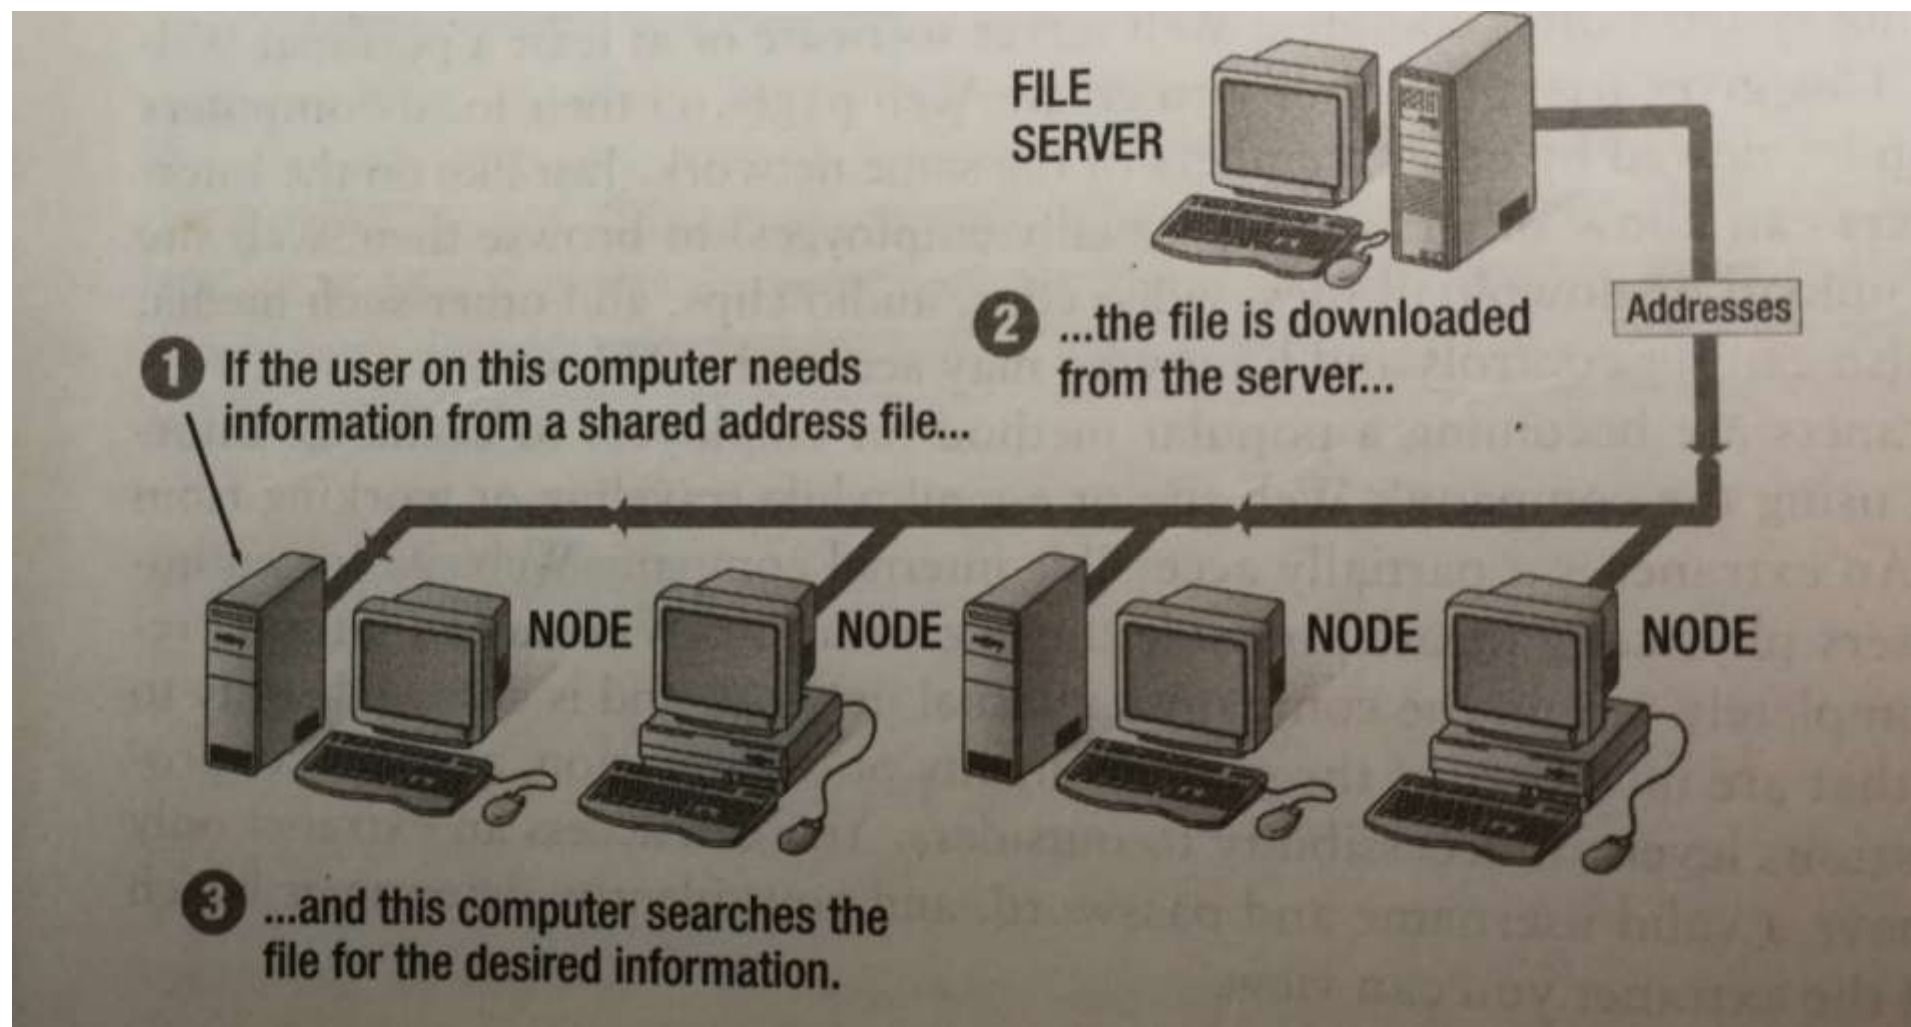 FILE
SERVER
Addresses
2 ...the file is downloaded
from the server...
1 If the user on this computer needs
information from a shared address file...
NODE
NODE
NODE
NODE
3 ...and this computer searches the
file for the desired information.